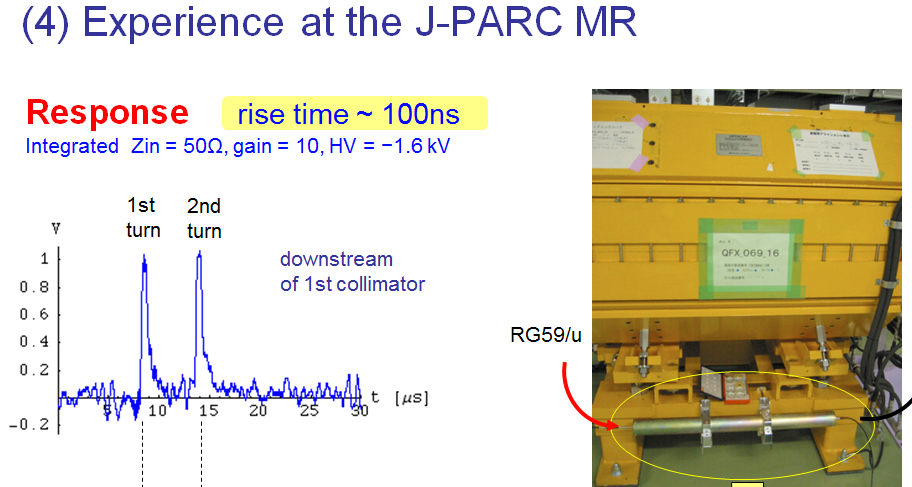 (4) Experience at the J-PARC MR
Response
rise time ~ 100ns
Integrated Zin = 50Ω, gain = 10, HV = −1.6 kV
1st
turn
2nd
turn
V
downstream
of 1st collimator
1
0.8
0.6
0.4
0.2
-0.2
5
10
15
20
25
30
t [μs]
RG59/u
QFX_069_16